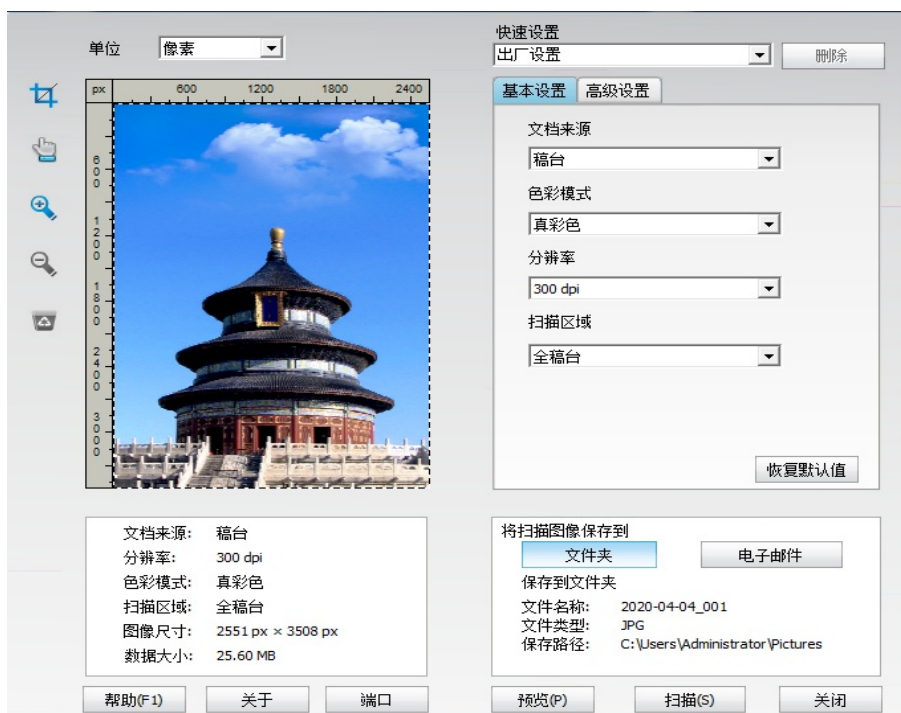 单位 像素
快速设置
出厂设置 删除
px 600 1200 1800 2400
600
1200
1800
2400
3000
基本设置 高级设置
文档来源
稿台
色彩模式
真彩色
分辨率
300 dpi
扫描区域
全稿台
恢复默认值
文档来源: 稿台
分辨率: 300 dpi
色彩模式: 真彩色
扫描区域: 全稿台
图像尺寸: 2551 px × 3508 px
数据大小: 25.60 MB
将扫描图像保存到
文件夹 电子邮件
保存到文件夹
文件名称: 2020-04-04_001
文件类型: JPG
保存路径: C:\Users\Administrator\Pictures
帮助(F1) 关于 端口 预览(P) 扫描(S) 关闭